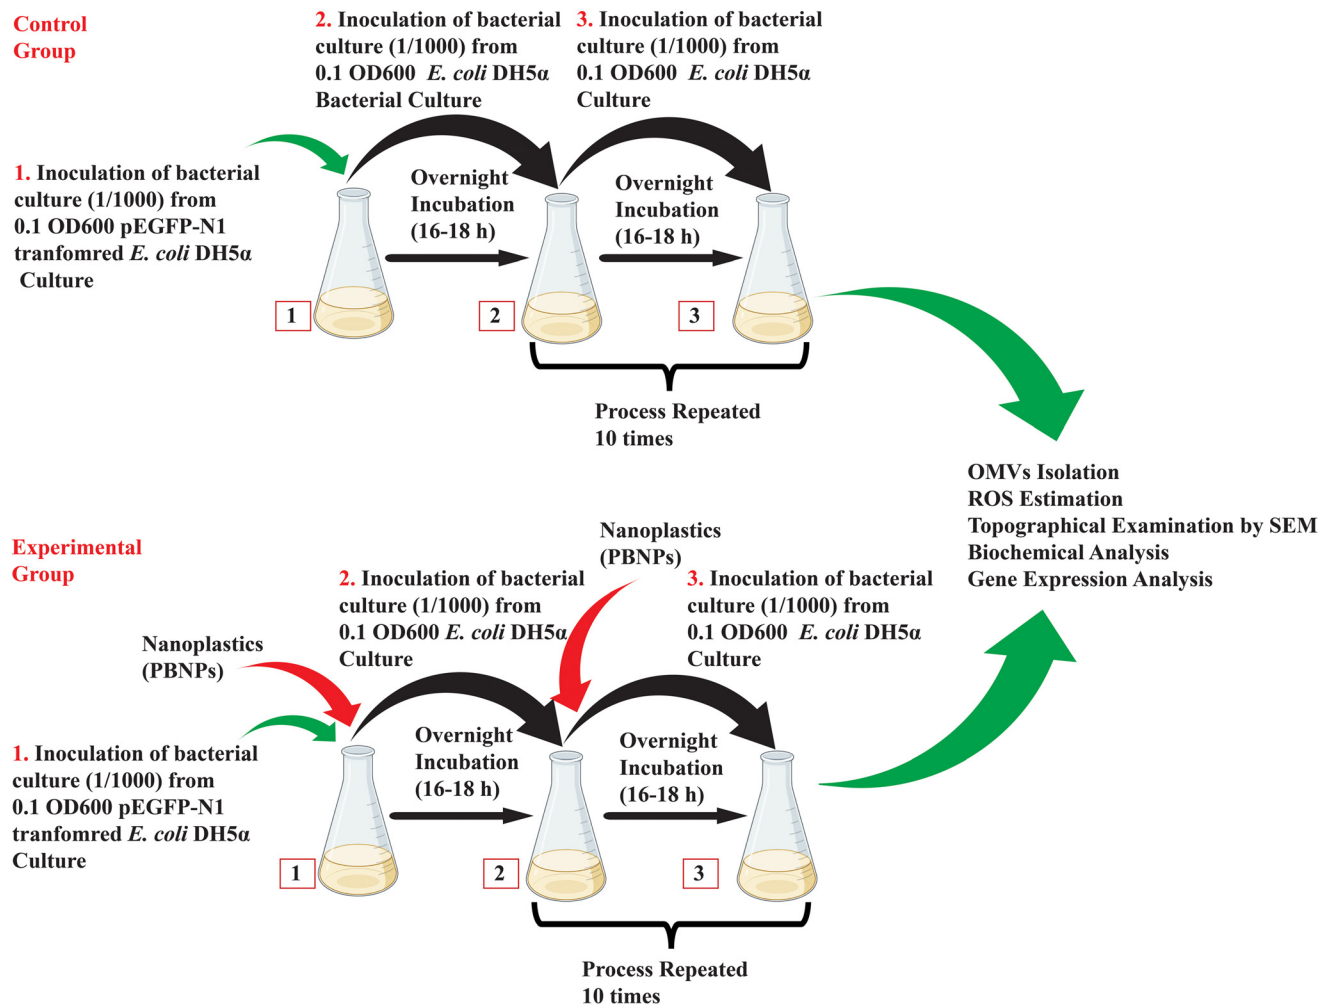 Control
Group
2. Inoculation of bacterial
culture (1/1000) from
0.1 OD600 E. coli DH5α
Bacterial Culture
3. Inoculation of bacterial
culture (1/1000) from
0.1 OD600 E. coli DH5α
Culture
1. Inoculation of bacterial
culture (1/1000) from
0.1 OD600 pEGFP-N1
tranfomred E. coli DH5α
Culture
Overnight
Incubation
(16-18 h)
Overnight
Incubation
(16-18 h)
1
2
3
Process Repeated
10 times
OMVs Isolation
ROS Estimation
Topographical Examination by SEM
Biochemical Analysis
Gene Expression Analysis
Experimental
Group
Nanoplastics
(PBNPs)
2. Inoculation of bacterial
culture (1/1000) from
0.1 OD600 E. coli DH5α
Culture
Nanoplastics
(PBNPs)
3. Inoculation of bacterial
culture (1/1000) from
0.1 OD600 E. coli DH5α
Culture
1. Inoculation of bacterial
culture (1/1000) from
0.1 OD600 pEGFP-N1
tranfomred E. coli DH5α
Culture
Overnight
Incubation
(16-18 h)
Overnight
Incubation
(16-18 h)
1
2
3
Process Repeated
10 times